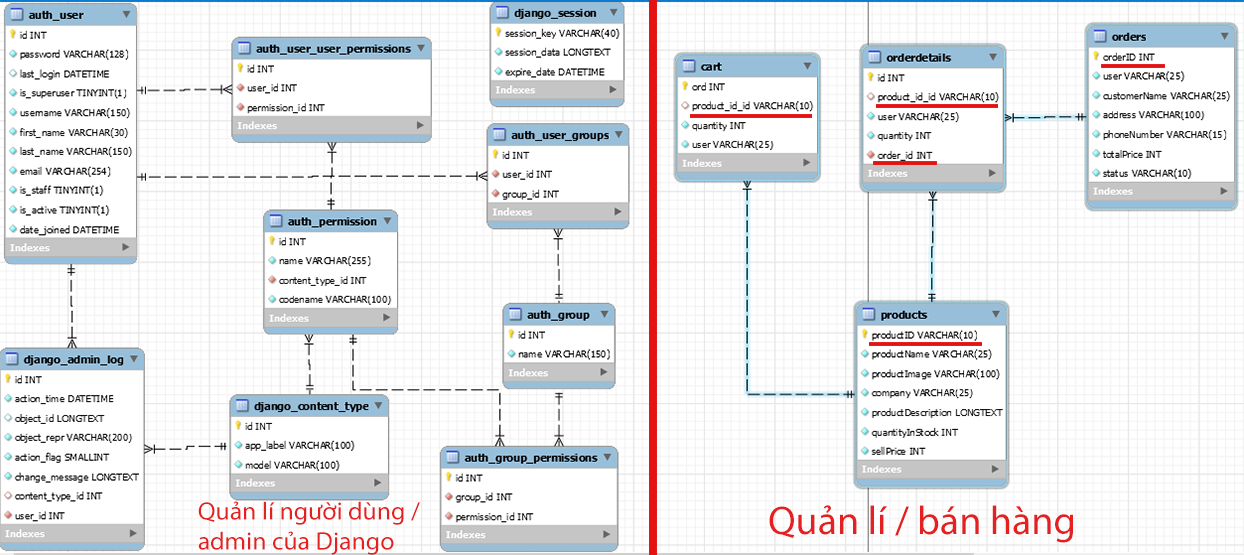 auth_user
id INT
password VARCHAR(128)
last_login DATETIME
is_superuser TINYINT(1)
username VARCHAR(150)
first_name VARCHAR(30)
last_name VARCHAR(150)
email VARCHAR(254)
is_staff TINYINT(1)
is_active TINYINT(1)
date_joined DATETIME
Indexes
auth_user_user_permissions
id INT
user_id INT
permission_id INT
Indexes
django_session
session_key VARCHAR(40)
session_data LONGTEXT
expire_date DATETIME
Indexes
auth_user_groups
id INT
user_id INT
group_id INT
Indexes
auth_permission
id INT
name VARCHAR(255)
content_type_id INT
codename VARCHAR(100)
Indexes
auth_group
id INT
name VARCHAR(150)
Indexes
django_admin_log
id INT
action_time DATETIME
object_id LONGTEXT
object_repr VARCHAR(200)
action_flag SMALLINT
change_message LONGTEXT
content_type_id INT
user_id INT
Indexes
django_content_type
id INT
app_label VARCHAR(100)
model VARCHAR(100)
Indexes
auth_group_permissions
id INT
group_id INT
permission_id INT
Indexes
Quản lí người dùng /
admin của Django
cart
ord INT
product_id_id VARCHAR(10)
quantity INT
user VARCHAR(25)
Indexes
orderdetails
id INT
product_id_id VARCHAR(10)
user VARCHAR(25)
quantity INT
order_id INT
Indexes
orders
orderID INT
user VARCHAR(25)
customerName VARCHAR(25)
address VARCHAR(100)
phoneNumber VARCHAR(15)
totalPrice INT
status VARCHAR(10)
Indexes
products
productID VARCHAR(10)
productName VARCHAR(25)
productImage VARCHAR(100)
company VARCHAR(25)
productDescription LONGTEXT
quantityInStock INT
sellPrice INT
Indexes
Quản lí / bán hàng